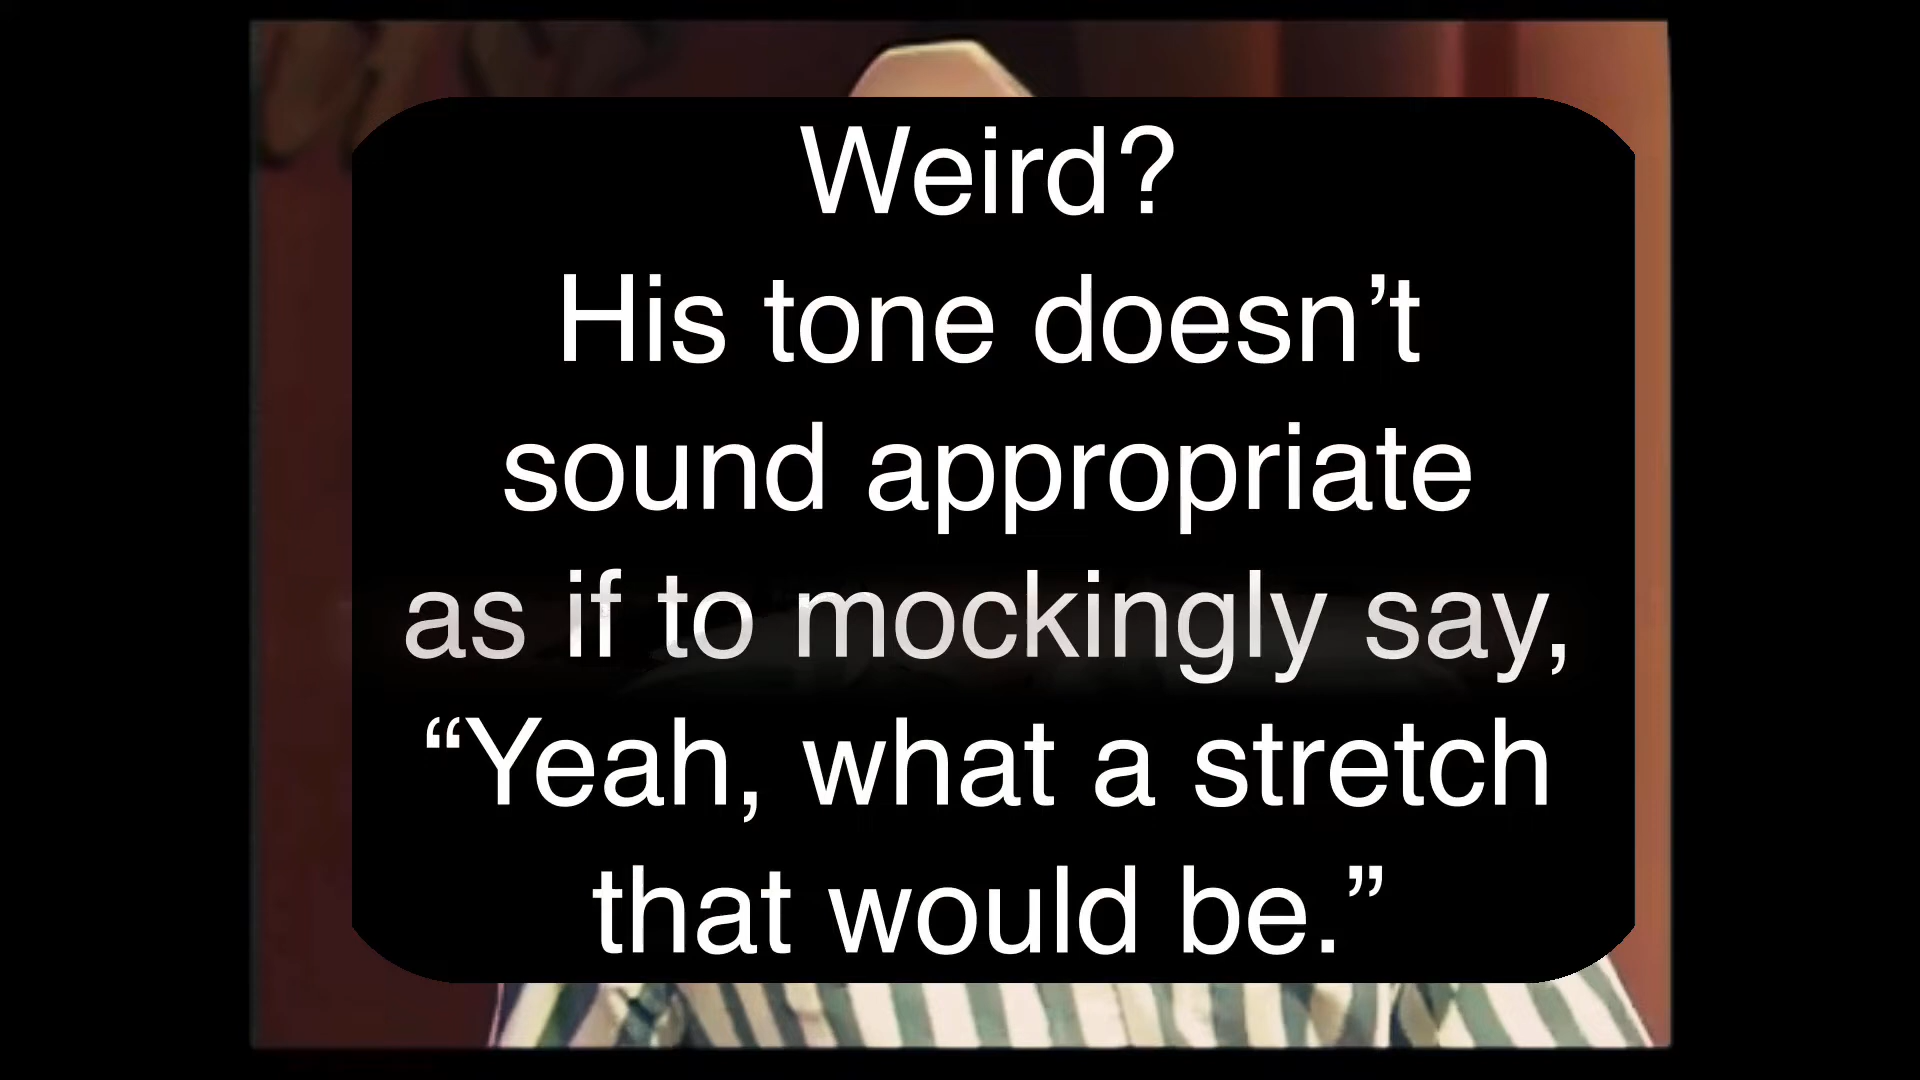 Weird?
His tone doesn’t
sound appropriate
as if to mockingly say,
“Yeah, what a stretch
that would be.”